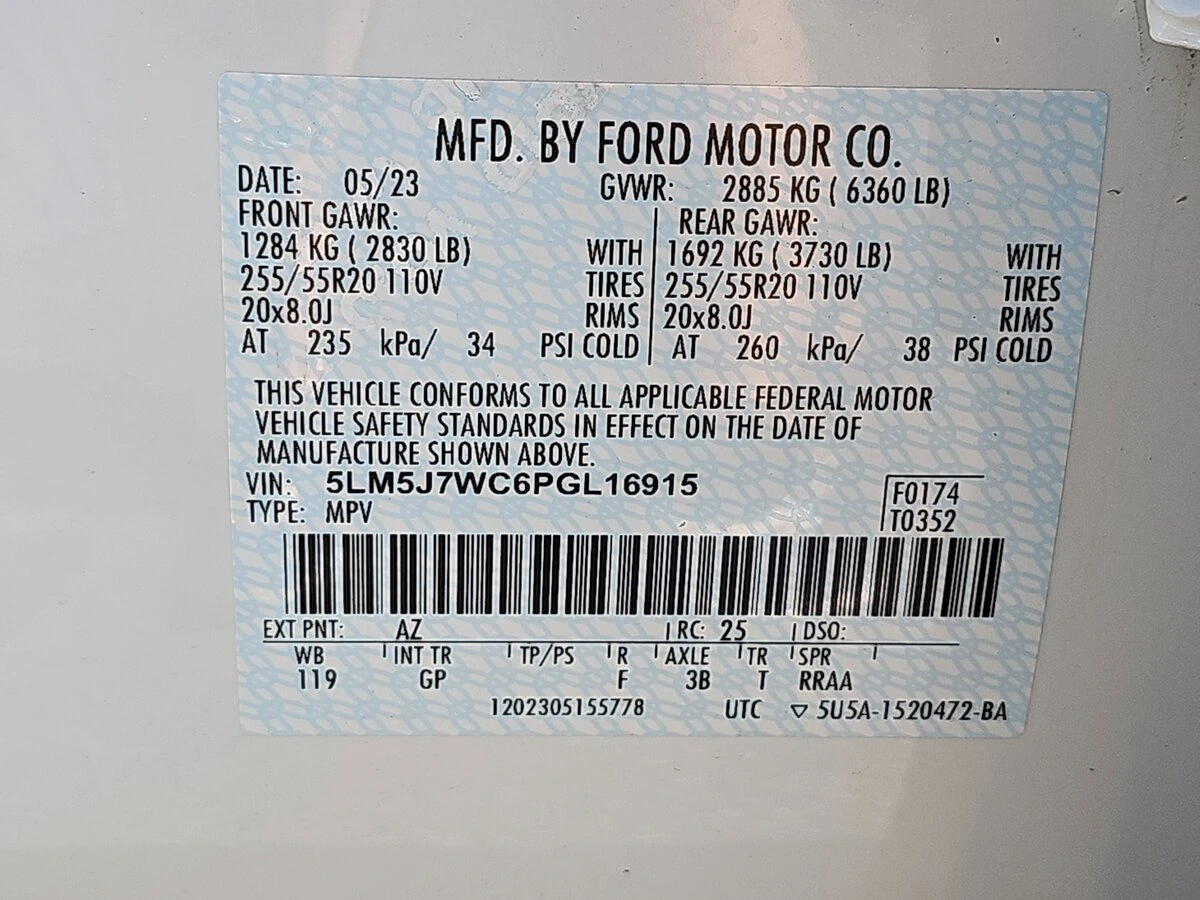 MFD. BY FORD MOTOR CO.
DATE: 05/23 GVWR: 2885 KG ( 6360 LB)
FRONT GAWR: REAR GAWR:
1284 KG ( 2830 LB) WITH 1692 KG ( 3730 LB) WITH
255/55R20 110V TIRES 255/55R20 110V TIRES
20x8.0J RIMS 20x8.0J RIMS
AT 235 kPa/ 34 PSI COLD AT 260 kPa/ 38 PSI COLD
THIS VEHICLE CONFORMS TO ALL APPLICABLE FEDERAL MOTOR
VEHICLE SAFETY STANDARDS IN EFFECT ON THE DATE OF
MANUFACTURE SHOWN ABOVE.
VIN: 5LM5J7WC6PGL16915 F0174
TYPE: MPV T0352
EXT PNT: AZ RC: 25 DSO:
WB INT TR TP/PS R AXLE TR SPR
119 GP F 3B T RRAA
1202305155778 UTC ▽ 5U5A-1520472-BA